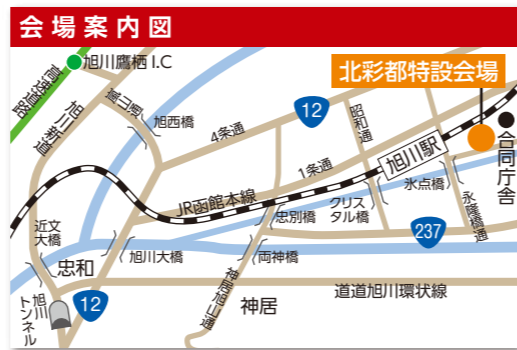 会場案内図
旭川鷹栖 I.C
高速道路
旭川新道
嵐山通
旭西橋
4条通
12
昭和通
北彩都特設会場
合同庁舎
旭川駅
1条通
JR函館本線
忠別橋
クリスタル橋
氷点橋
永隆橋通
237
近文大橋
忠和
旭川大橋
両神橋
神居旭山通
神居
道道旭川環状線
12
旭川トンネル